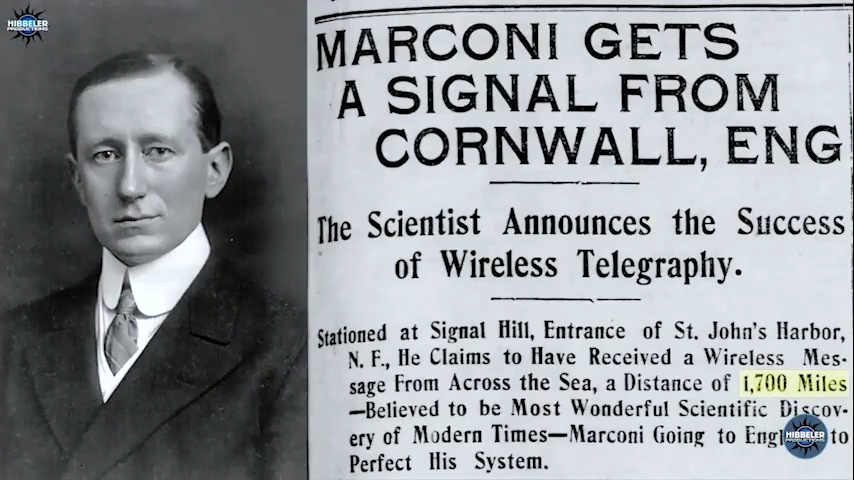 HIBBELER
PRODUCTIONS
MARCONI GETS
A SIGNAL FROM
CORNWALL, ENG
The Scientist Announces the Success
of Wireless Telegraphy.
Stationed at Signal Hill, Entrance of St. John's Harbor,
N. F., He Claims to Have Received a Wireless Mes-
sage From Across the Sea, a Distance of 1,700 Miles
—Believed to be Most Wonderful Scientific Discov-
ery of Modern Times—Marconi Going to Engl to
Perfect His System.
HIBBELER
PRODUCTIONS